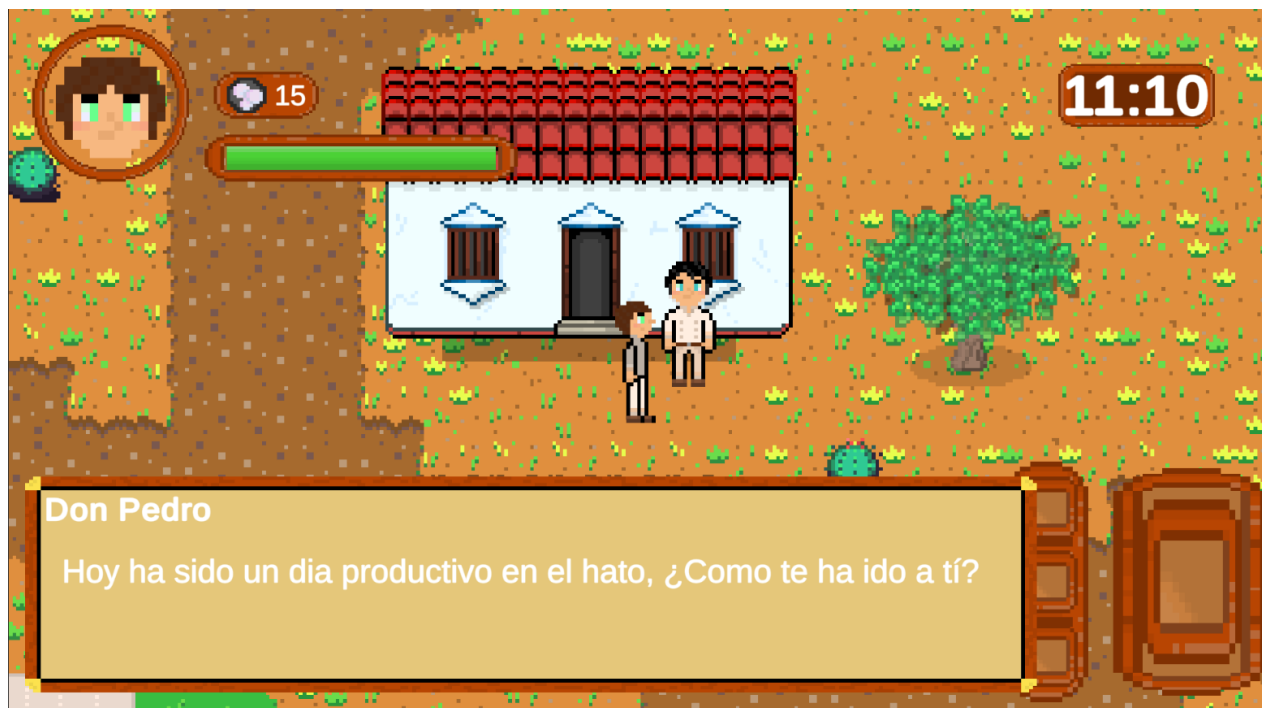 15
11:10
Don Pedro
Hoy ha sido un dia productivo en el hato, ¿Como te ha ido a tí?